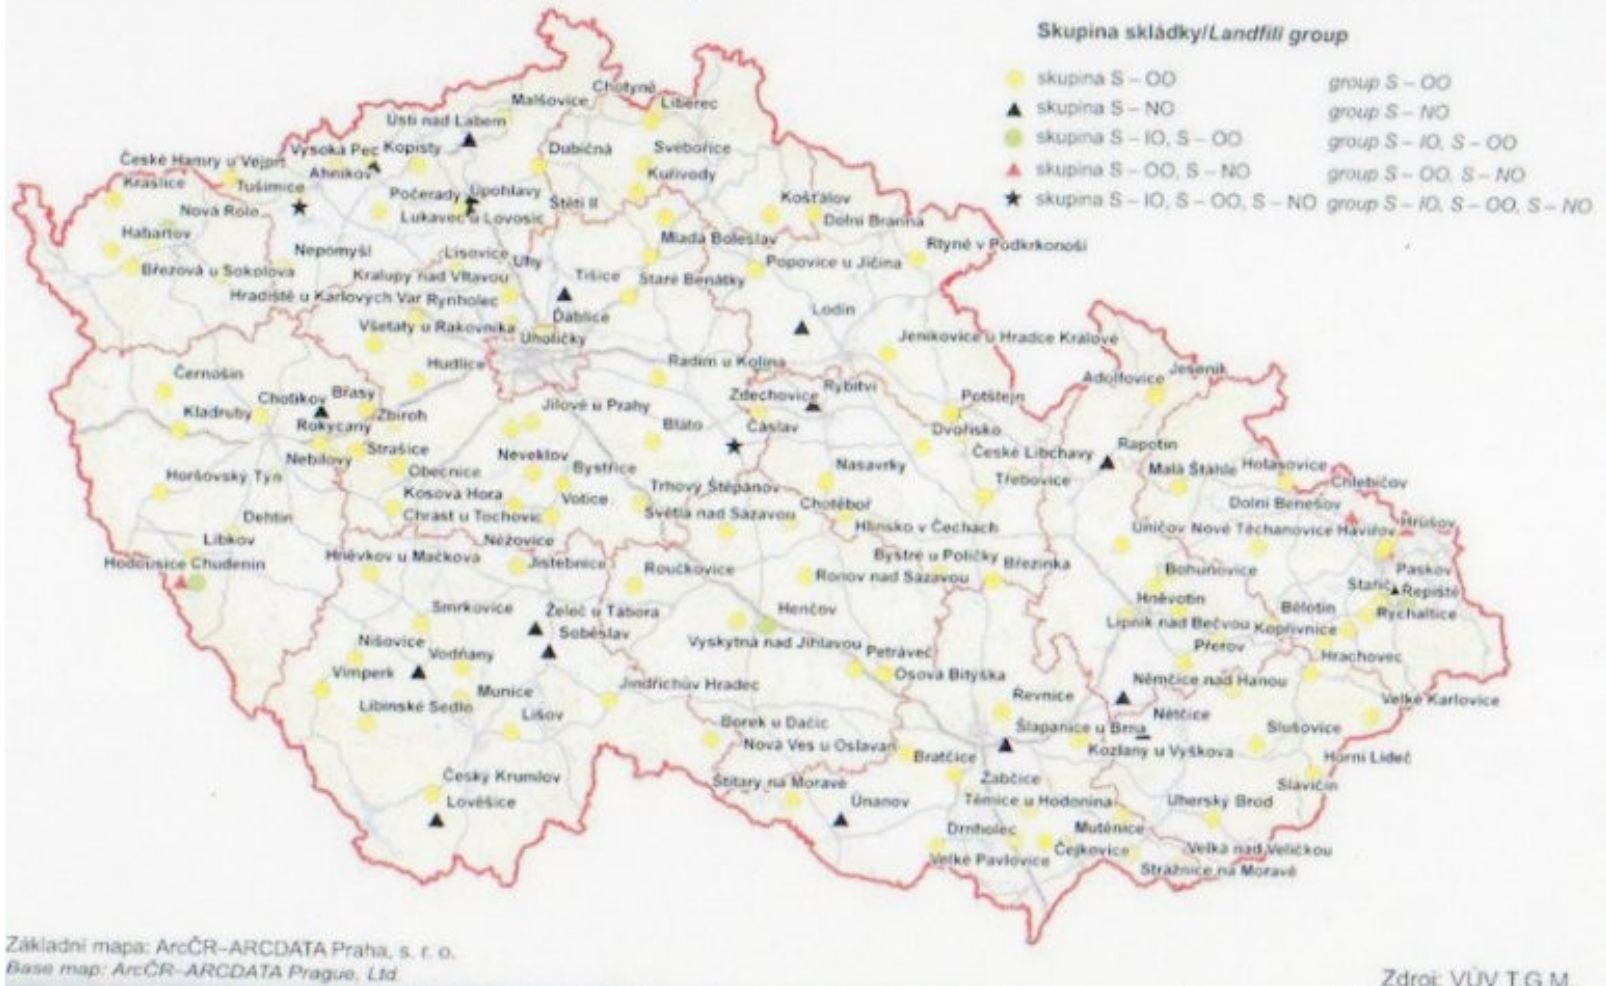 Skupina skládky/Landfill group
skupina S – OO group S – OO
skupina S – NO group S – NO
skupina S – IO, S – OO group S – IO, S – OO
skupina S – OO, S – NO group S – OO, S – NO
skupina S – IO, S – OO, S – NO group S – IO, S – OO, S – NO
Chotyně
Malšovice
Liberec
Ústí nad Labem
Vysoká Pec
Kopisty
Dubičná
Svébořice
České Hamry u Vejprt
Ahníkov
Kuřívody
Kraslice
Tušimice
Počerady
Úpohlavy
Štětí II
Košťálov
Nová Role
Lukavec u Lovosic
Dolní Branná
Habartov
Nepomyšl
Lisovice
Uhy
Mladá Boleslav
Rtyně v Podkrkonoší
Březová u Sokolova
Kralupy nad Vltavou
Tišice
Staré Benátky
Popovice u Jičína
Hradiště u Karlových Var
Rynholec
Ďáblice
Lodín
Všetaty u Rakovníka
Úholičky
Jeníkovice u Hradce Králové
Hudlice
Radim u Kolína
Černošín
Adolfovice
Jeseník
Chotíkov
Břasy
Zdechovice
Rybitví
Potštejn
Kladruby
Zbiroh
Jílové u Prahy
Rokycany
Bláto
Čáslav
Dvořisko
Nebílovy
Strašice
Neveklov
České Libchavy
Rapotín
Obecnice
Bystřice
Nasavrky
Malá Štáhle
Holasovice
Horšovský Týn
Kosova Hora
Votice
Trhový Štěpánov
Třebovice
Chlebičov
Chrást u Tochovic
Světlá nad Sázavou
Chotěboř
Dolní Benešov
Dehtín
Hlinsko v Čechách
Uničov
Nové Těchanovice
Havířov
Hrušov
Libkov
Něžovice
Hodousice
Chudenín
Hněvkov u Mačkova
Jistebnice
Roučkovice
Bystré u Poličky
Březinka
Ronov nad Sázavou
Bohuňovice
Paskov
Staříč
Řepiště
Smrkovice
Želeč u Tábora
Henčov
Hněvotín
Bělotín
Rychaltice
Soběslav
Lipník nad Bečvou
Kopřivnice
Nišovice
Vodňany
Vyskytná nad Jihlavou
Petráveč
Přerov
Hrachovec
Vimperk
Osová Bitýška
Munice
Jindřichův Hradec
Řevnice
Němčice nad Hanou
Velké Karlovice
Libínské Sedlo
Lišov
Borek u Dačic
Šlapanice u Brna
Nětčice
Slušovice
Nová Ves u Oslavan
Bratčice
Kozlany u Vyškova
Horní Lideč
Český Krumlov
Štítary na Moravě
Žabčice
Slavičín
Lověšice
Únanov
Těmice u Hodonína
Uherský Brod
Drnholec
Mutěnice
Čejkovice
Velká nad Veličkou
Velké Pavlovice
Strážnice na Moravě
Základní mapa: ArcČR–ARCDATA Praha, s. r. o.
Base map: ArcČR–ARCDATA Prague, Ltd.
Zdroj: VÚV T.G.M.